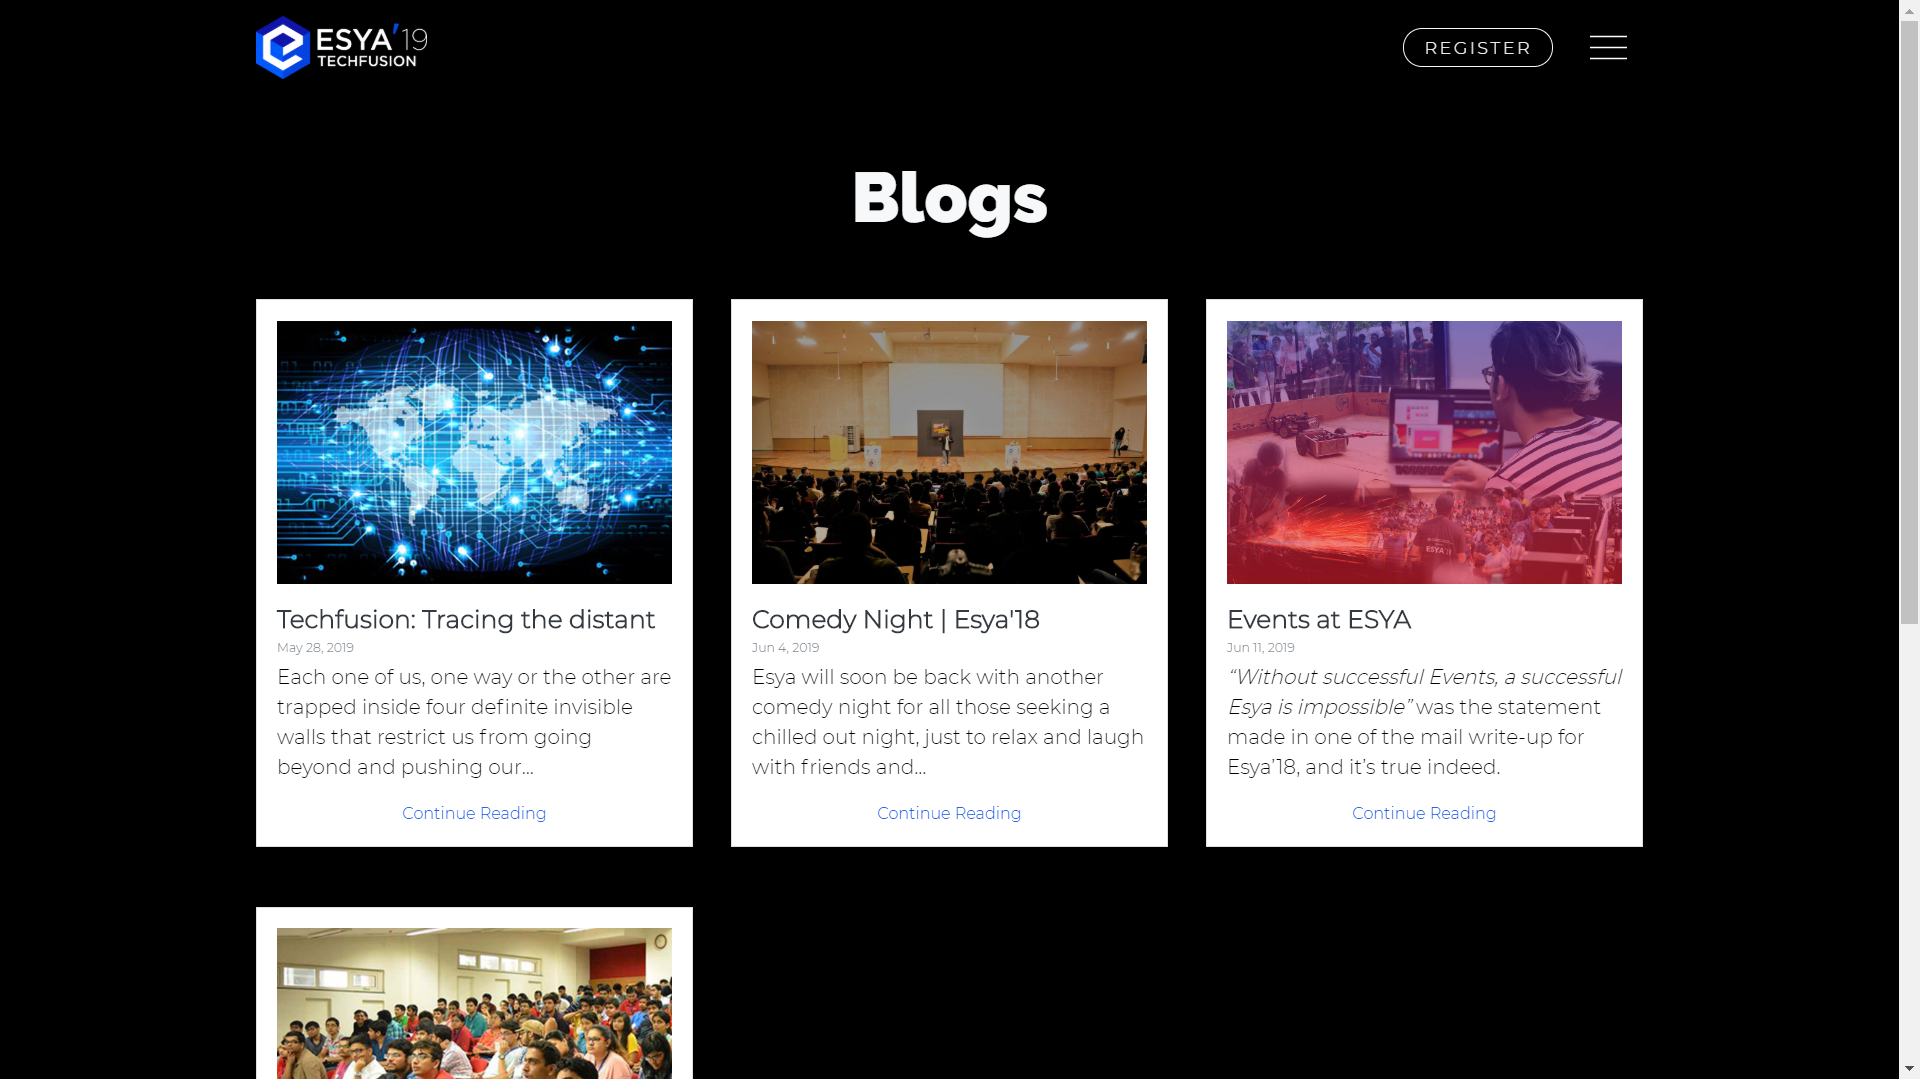 ESYA'19
TECHFUSION
REGISTER
Blogs
Techfusion: Tracing the distant
May 28, 2019
Each one of us, one way or the other are
trapped inside four definite invisible
walls that restrict us from going
beyond and pushing our...
Continue Reading
Comedy Night | Esya'18
Jun 4, 2019
Esya will soon be back with another
comedy night for all those seeking a
chilled out night, just to relax and laugh
with friends and...
Continue Reading
ESYA'18
Events at ESYA
Jun 11, 2019
“Without successful Events, a successful
Esya is impossible” was the statement
made in one of the mail write-up for
Esya’18, and it’s true indeed.
Continue Reading